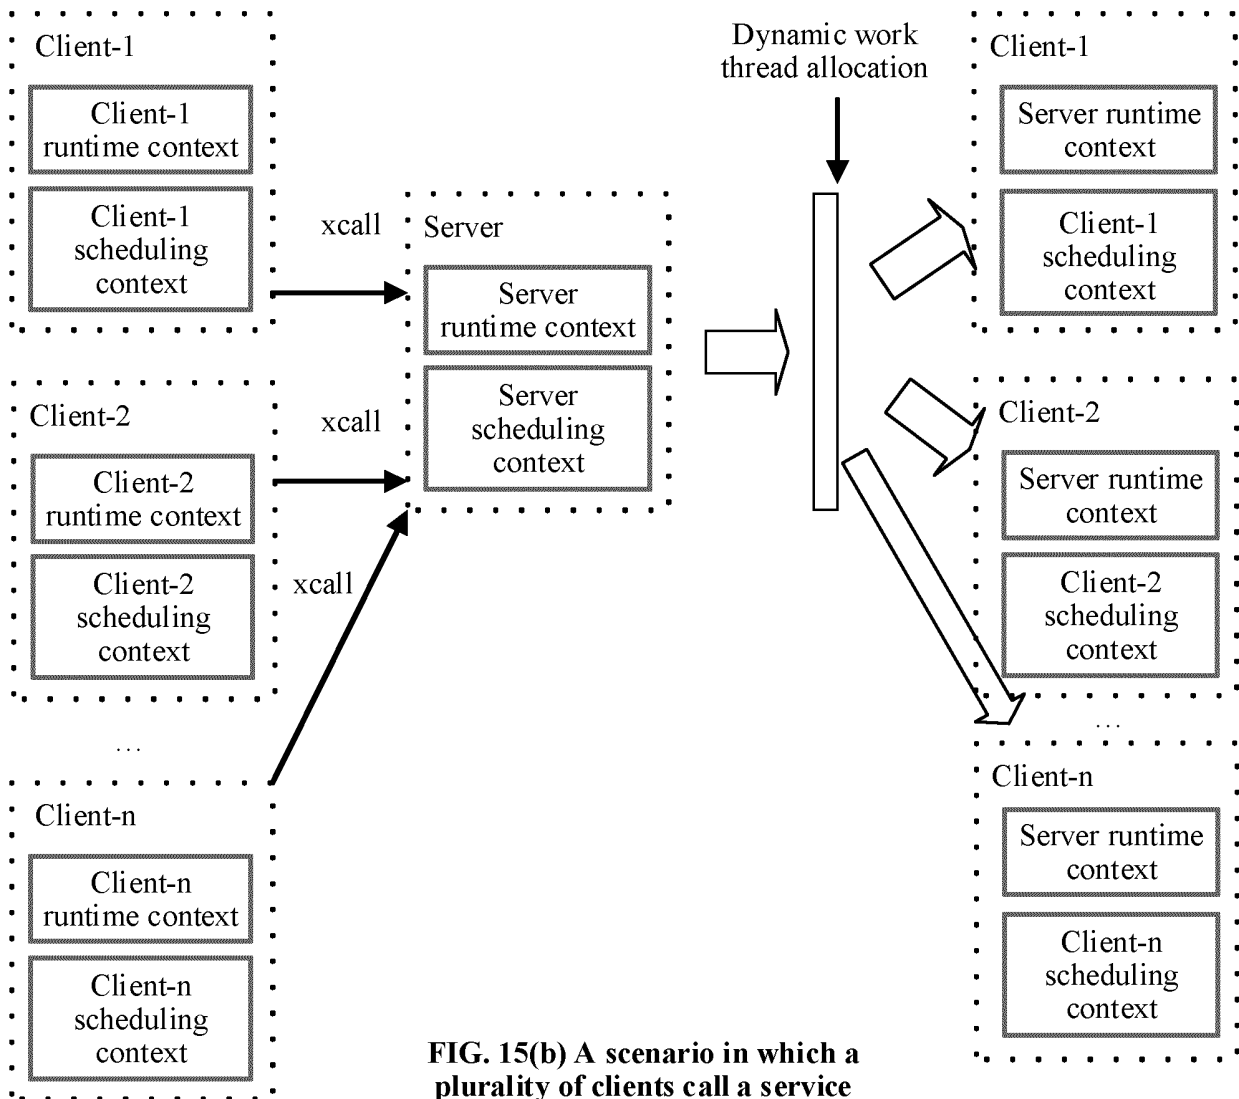 Client-1
Client-1
runtime context
Client-1
scheduling
context
Client-2
Client-2
runtime context
Client-2
scheduling
context
...
Client-n
Client-n
runtime context
Client-n
scheduling
context
xcall
xcall
xcall
Server
Server
runtime context
Server
scheduling
context
Dynamic work
thread allocation
Client-1
Server runtime
context
Client-1
scheduling
context
Client-2
Server runtime
context
Client-2
scheduling
context
...
Client-n
Server runtime
context
Client-n
scheduling
context
FIG. 15(b) A scenario in which a
plurality of clients call a service